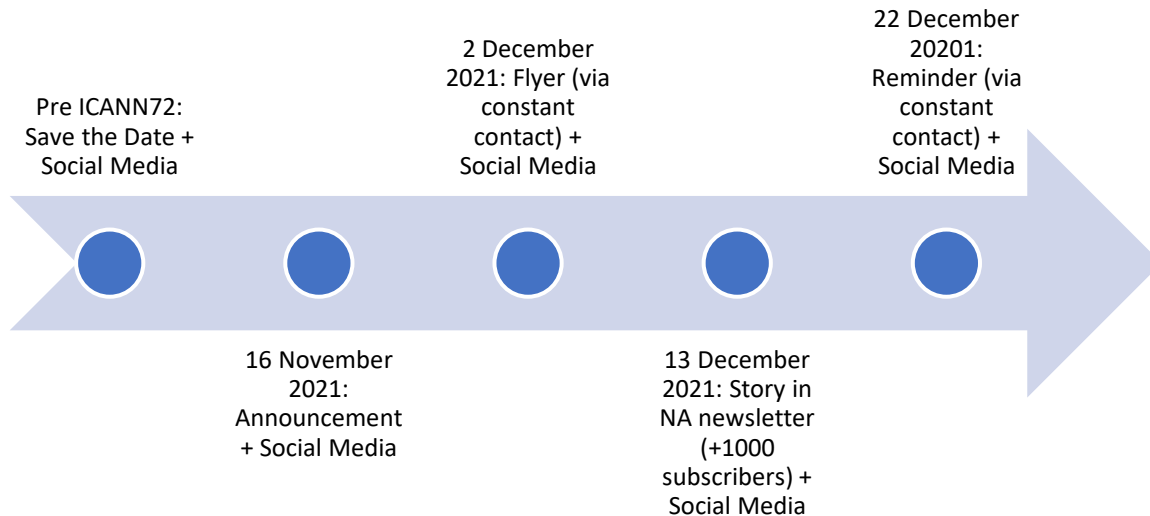 Pre ICANN72:
Save the Date +
Social Media
16 November
2021:
Announcement
+ Social Media
2 December
2021: Flyer (via
constant
contact) +
Social Media
13 December
2021: Story in
NA newsletter
(+1000
subscribers) +
Social Media
22 December
20201:
Reminder (via
constant
contact) +
Social Media